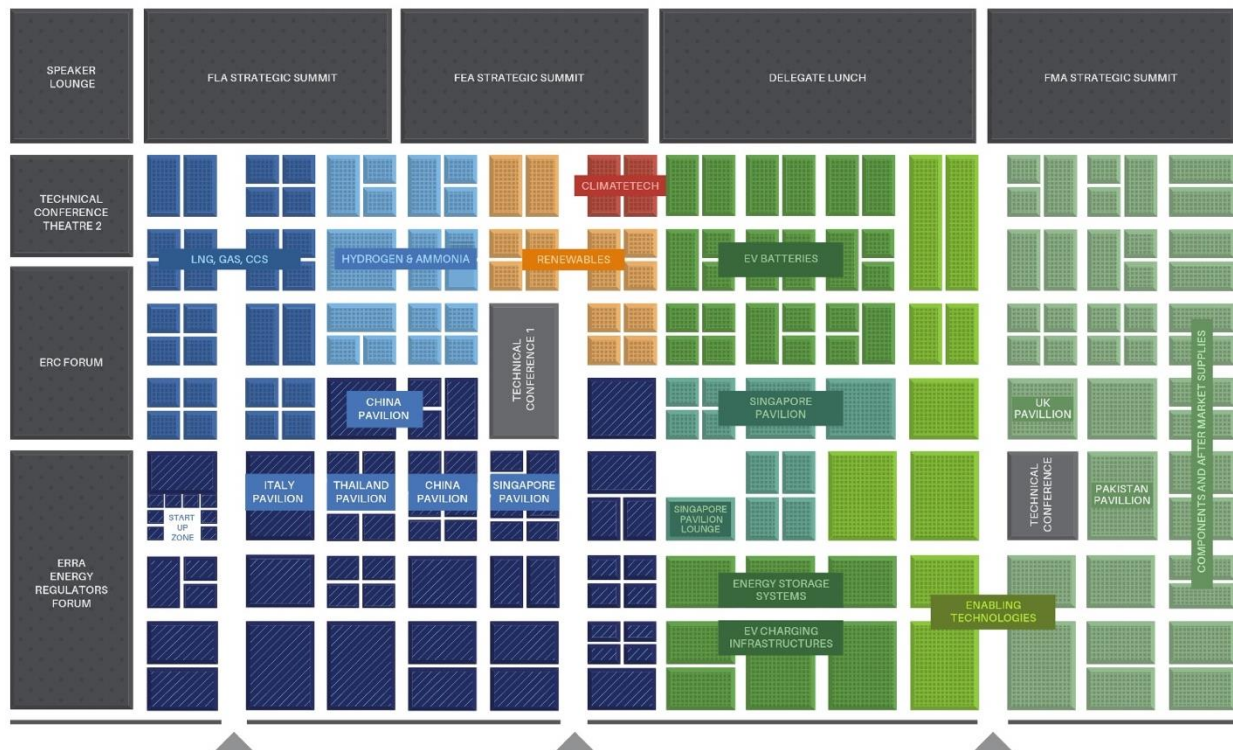 SPEAKER
LOUNGE
FLA STRATEGIC SUMMIT
FEA STRATEGIC SUMMIT
DELEGATE LUNCH
FMA STRATEGIC SUMMIT
TECHNICAL
CONFERENCE
THEATRE 2
CLIMATETECH
LNG, GAS, CCS
HYDROGEN & AMMONIA
RENEWABLES
EV BATTERIES
ERC FORUM
TECHNICAL
CONFERENCE 1
CHINA
PAVILION
SINGAPORE
PAVILION
UK
PAVILLION
COMPONENTS AND AFTER MARKET SUPPLIES
ITALY
PAVILION
THAILAND
PAVILION
CHINA
PAVILION
SINGAPORE
PAVILION
TECHNICAL
CONFERENCE
PAKISTAN
PAVILLION
START
UP
ZONE
SINGAPORE
PAVILION
LOUNGE
ERRA
ENERGY
REGULATORS
FORUM
ENERGY STORAGE
SYSTEMS
ENABLING
TECHNOLOGIES
EV CHARGING
INFRASTRUCTURES